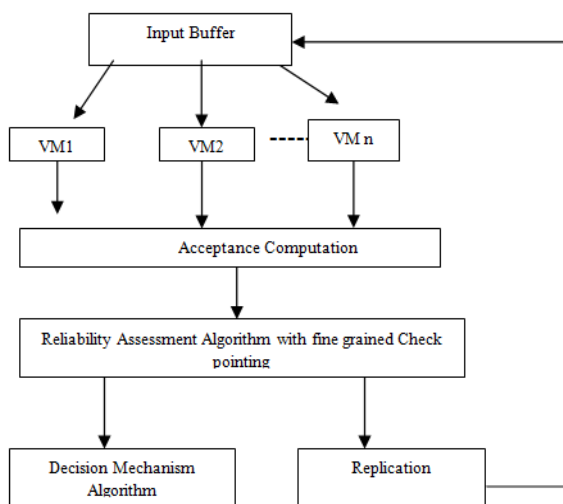 Input Buffer
VM1
VM2
VM n
Acceptance Computation
Reliability Assessment Algorithm with fine grained Check
pointing
Decision Mechanism
Algorithm
Replication